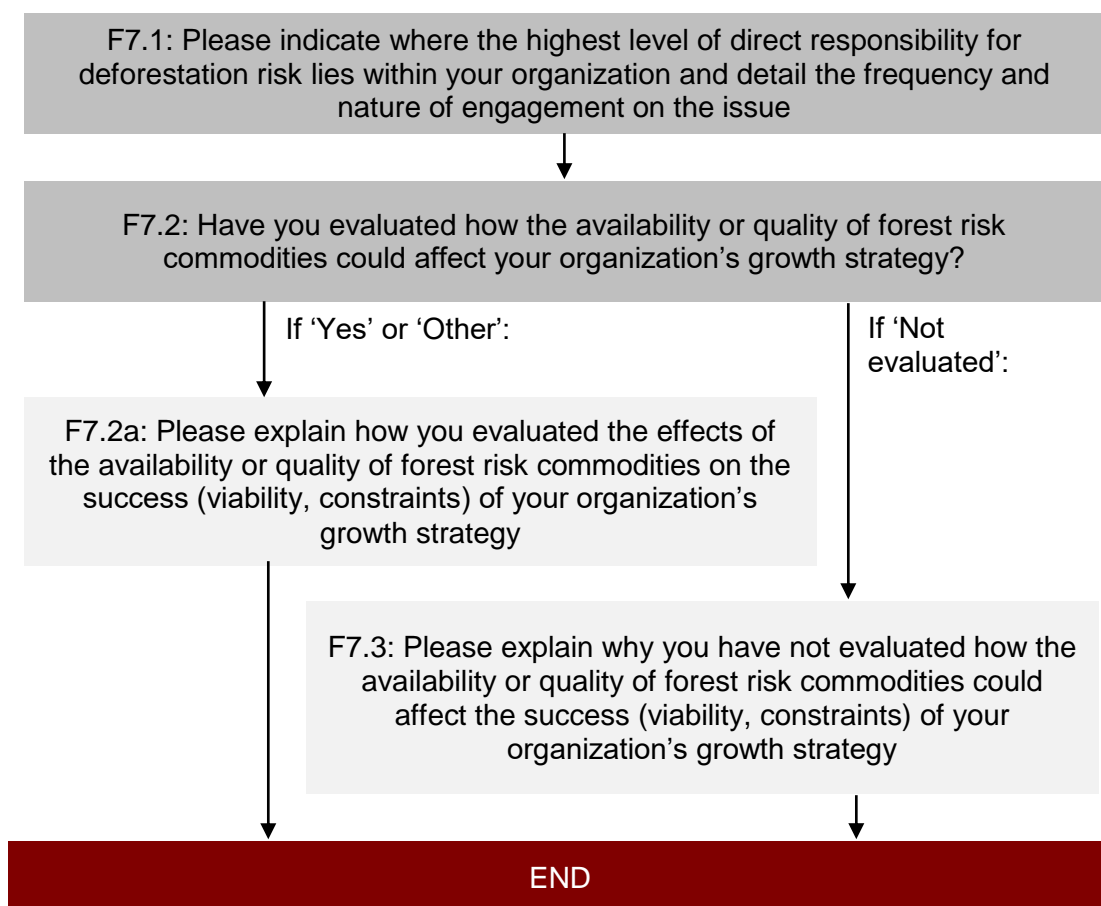 F7.1: Please indicate where the highest level of direct responsibility for
deforestation risk lies within your organization and detail the frequency and
nature of engagement on the issue
F7.2: Have you evaluated how the availability or quality of forest risk
commodities could affect your organization’s growth strategy?
If ‘Yes’ or ‘Other’:
If ‘Not
evaluated’:
F7.2a: Please explain how you evaluated the effects of
the availability or quality of forest risk commodities on the
success (viability, constraints) of your organization’s
growth strategy
F7.3: Please explain why you have not evaluated how the
availability or quality of forest risk commodities could
affect the success (viability, constraints) of your
organization’s growth strategy
END